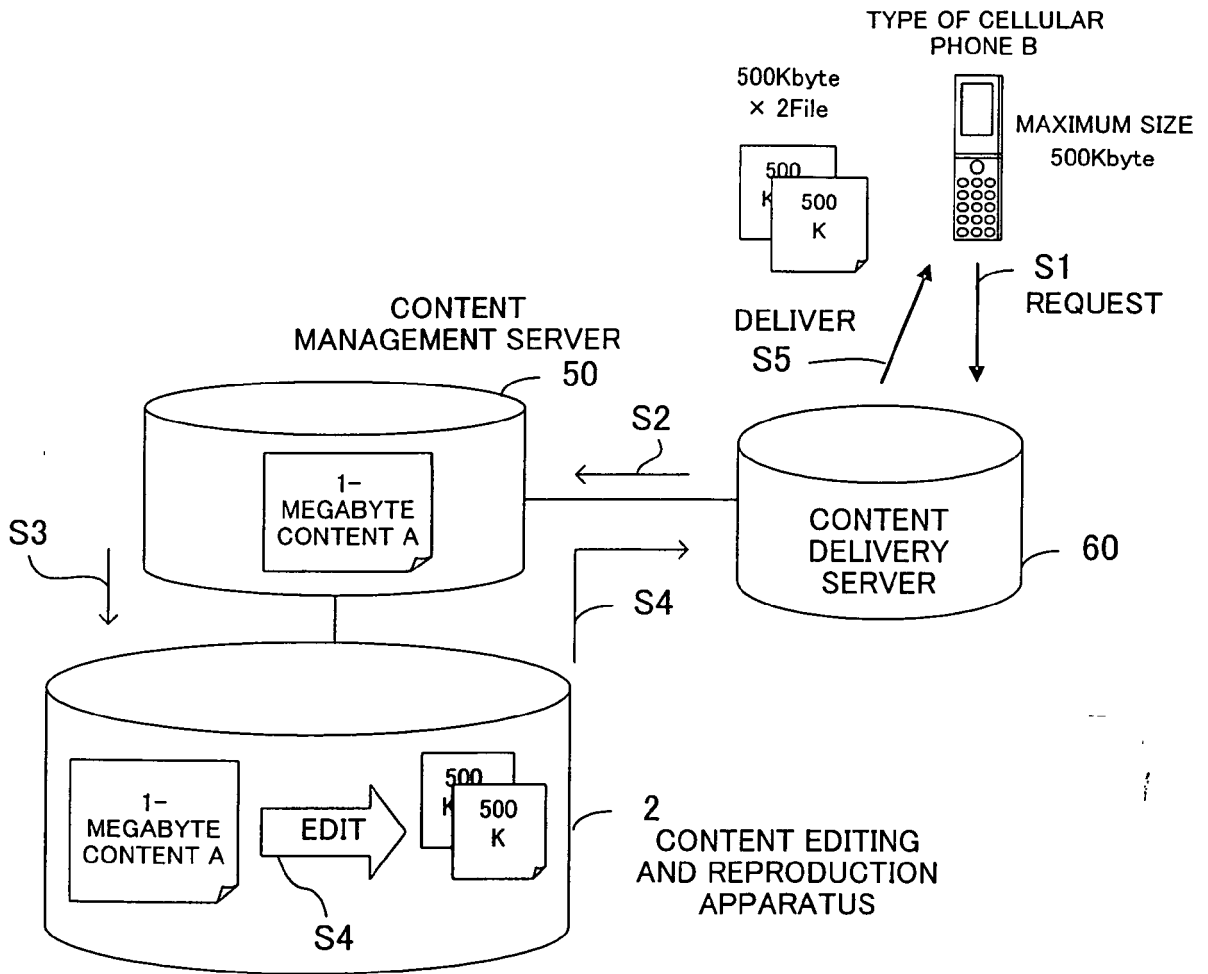 TYPE OF CELLULAR
PHONE B
500Kbyte
× 2File
MAXIMUM SIZE
500Kbyte
500
K
500
K
S1
REQUEST
DELIVER
S5
CONTENT
MANAGEMENT SERVER
50
S2
1-
MEGABYTE
CONTENT A
CONTENT
DELIVERY
SERVER
60
S3
S4
1-
MEGABYTE
CONTENT A
EDIT
S4
500
K
500
K
2
CONTENT EDITING
AND REPRODUCTION
APPARATUS